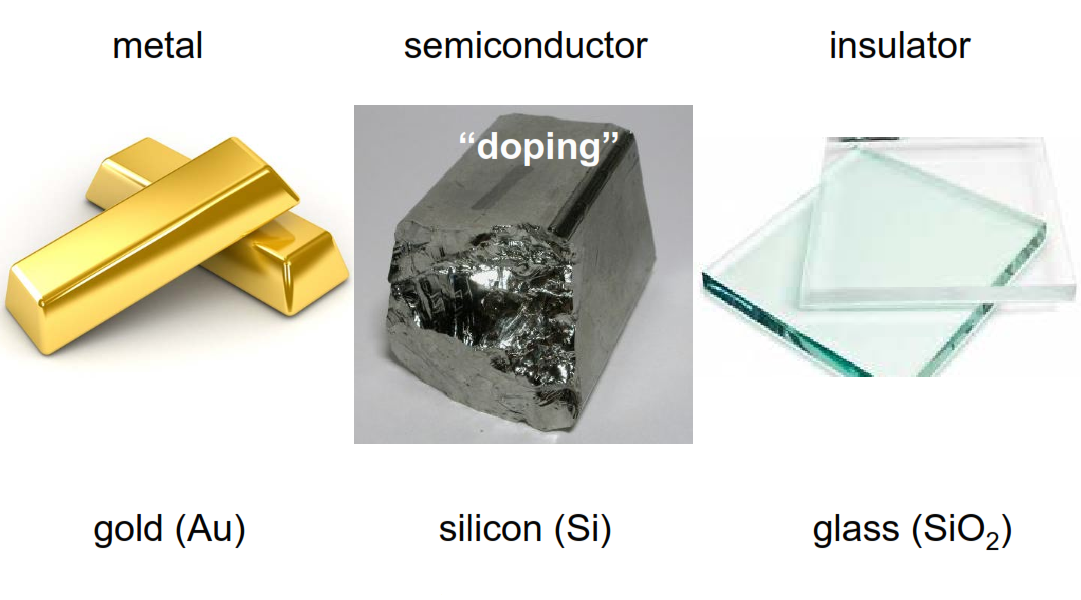 metal
semiconductor
insulator
“doping”
gold (Au)
silicon (Si)
glass (SiO₂)